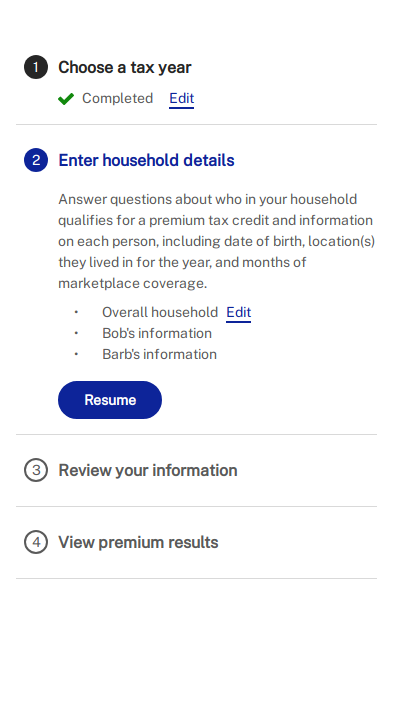 1 Choose a tax year
Completed Edit
2 Enter household details
Answer questions about who in your household
qualifies for a premium tax credit and information
on each person, including date of birth, location(s)
they lived in for the year, and months of
marketplace coverage.
• Overall household Edit
• Bob's information
• Barb's information
Resume
3 Review your information
4 View premium results